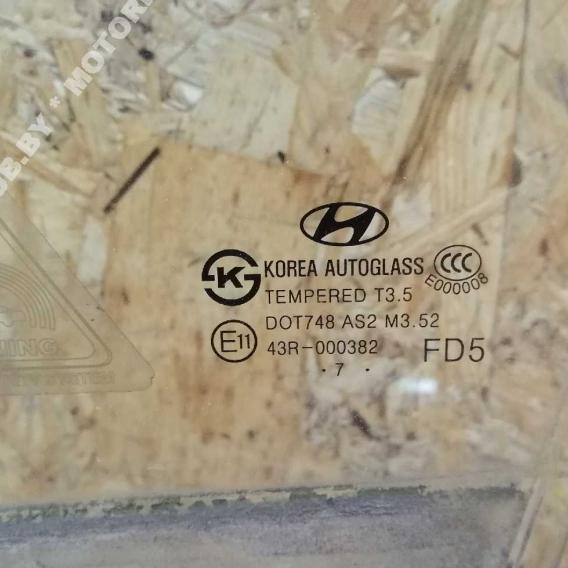 KOREA AUTOGLASS
CCC
E000008
TEMPERED T3.5
DOT748 AS2 M3.52
E11
43R-000382
FD5
· 7 ·